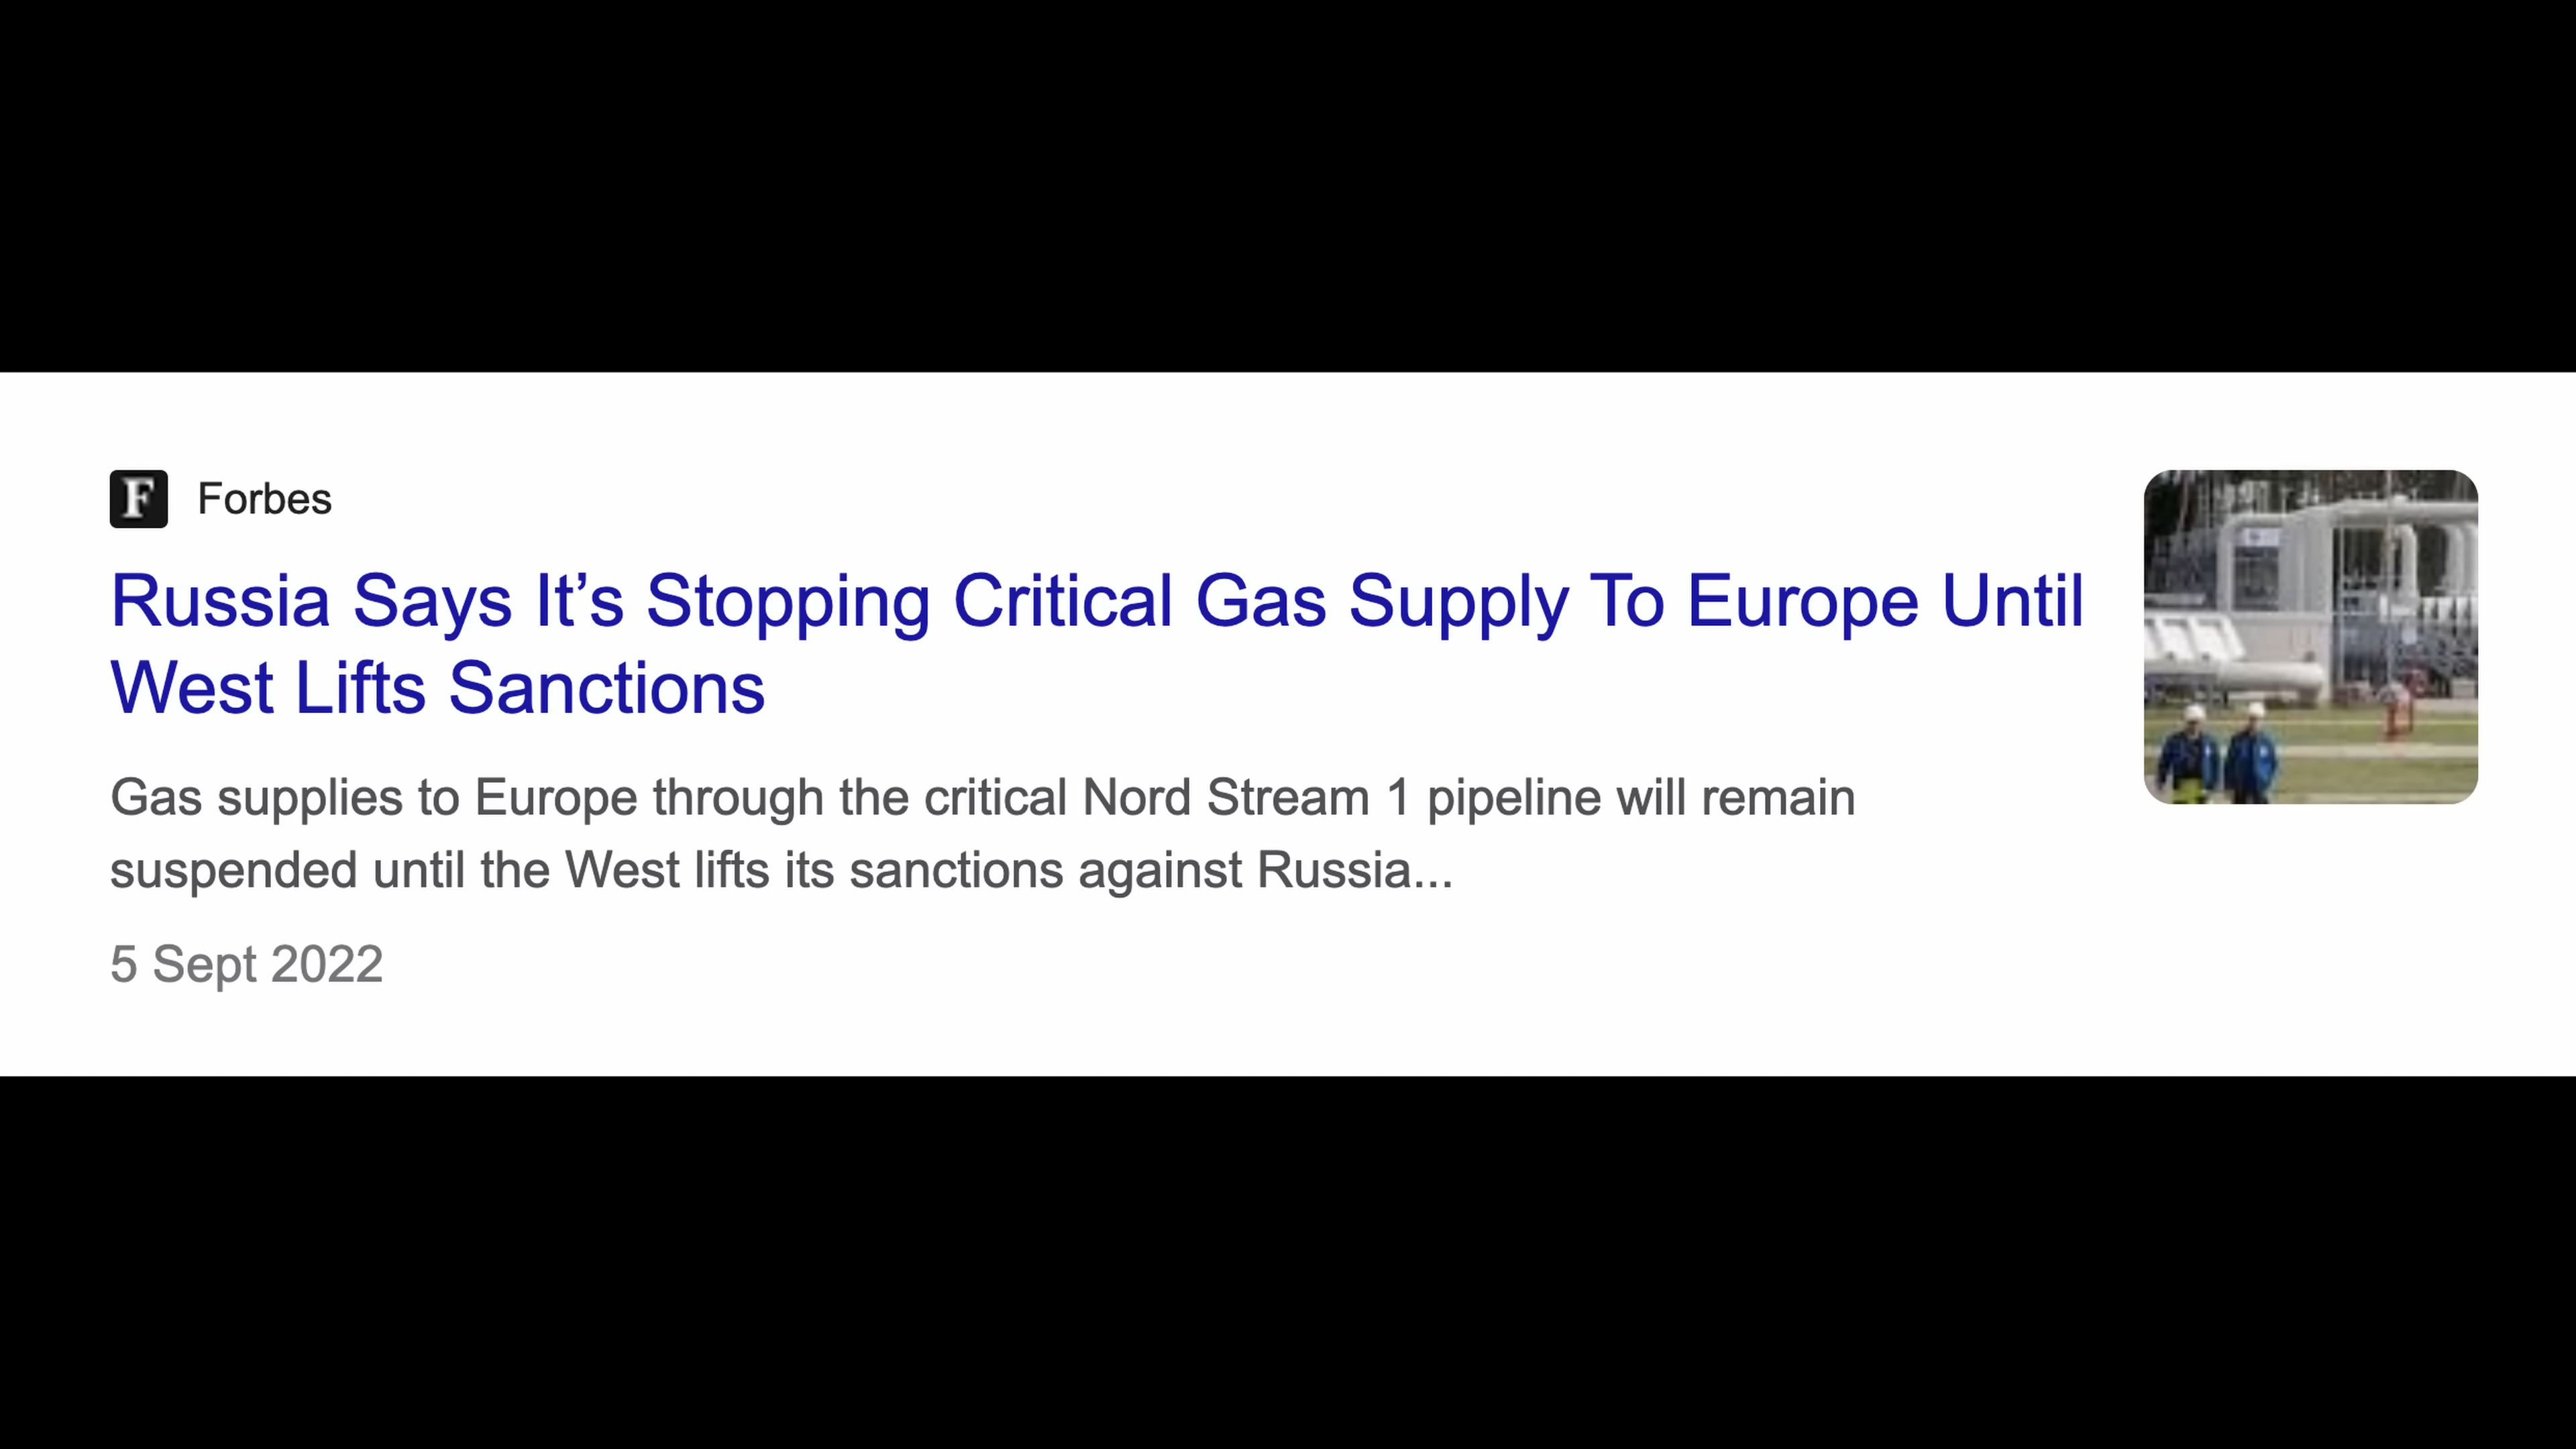 F Forbes
Russia Says It’s Stopping Critical Gas Supply To Europe Until
West Lifts Sanctions
Gas supplies to Europe through the critical Nord Stream 1 pipeline will remain
suspended until the West lifts its sanctions against Russia...
5 Sept 2022